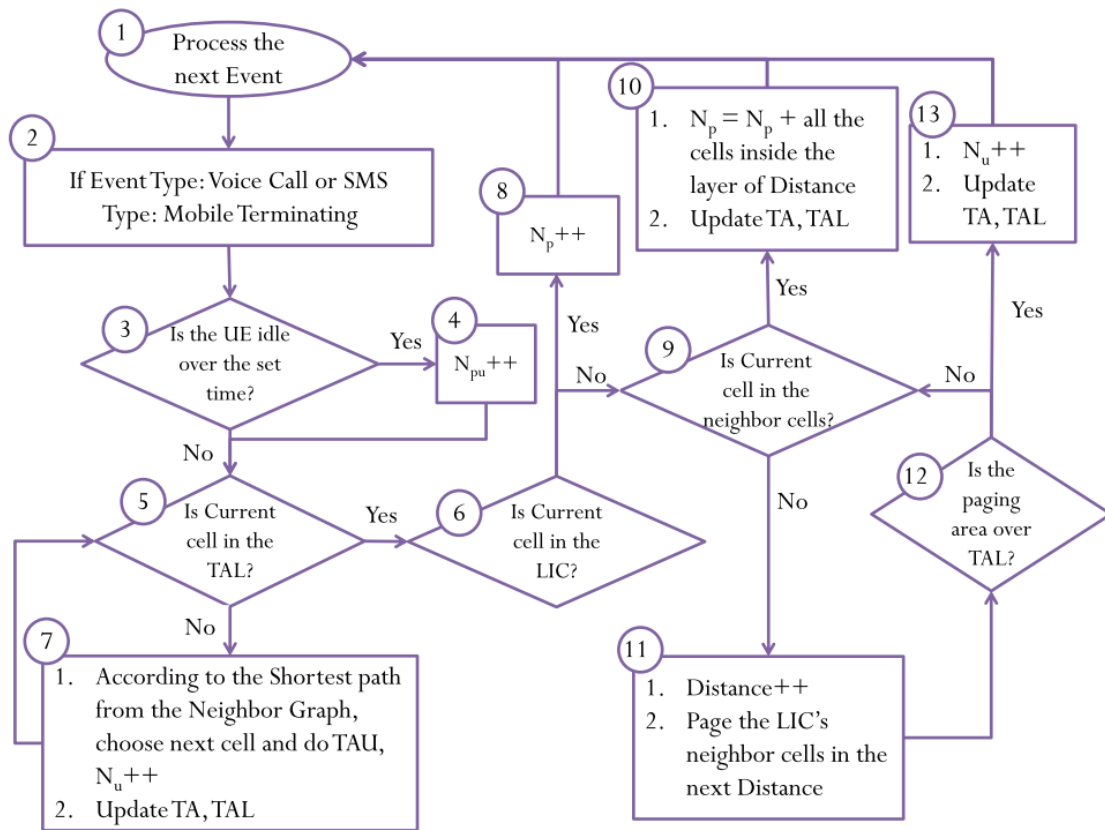 1
Process the
next Event
2
If Event Type: Voice Call or SMS
Type: Mobile Terminating
3
Is the UE idle
over the set
time?
Yes
4
Npu++
No
5
Is Current
cell in the
TAL?
Yes
6
Is Current
cell in the
LIC?
No
7
1. According to the Shortest path
from the Neighbor Graph,
choose next cell and do TAU,
Nu++
2. Update TA, TAL
8
Np++
Yes
No
9
Is Current
cell in the
neighbor cells?
Yes
10
1. Np = Np + all the
cells inside the
layer of Distance
2. Update TA, TAL
No
11
1. Distance++
2. Page the LIC's
neighbor cells in the
next Distance
12
Is the
paging
area over
TAL?
No
Yes
13
1. Nu++
2. Update
TA, TAL